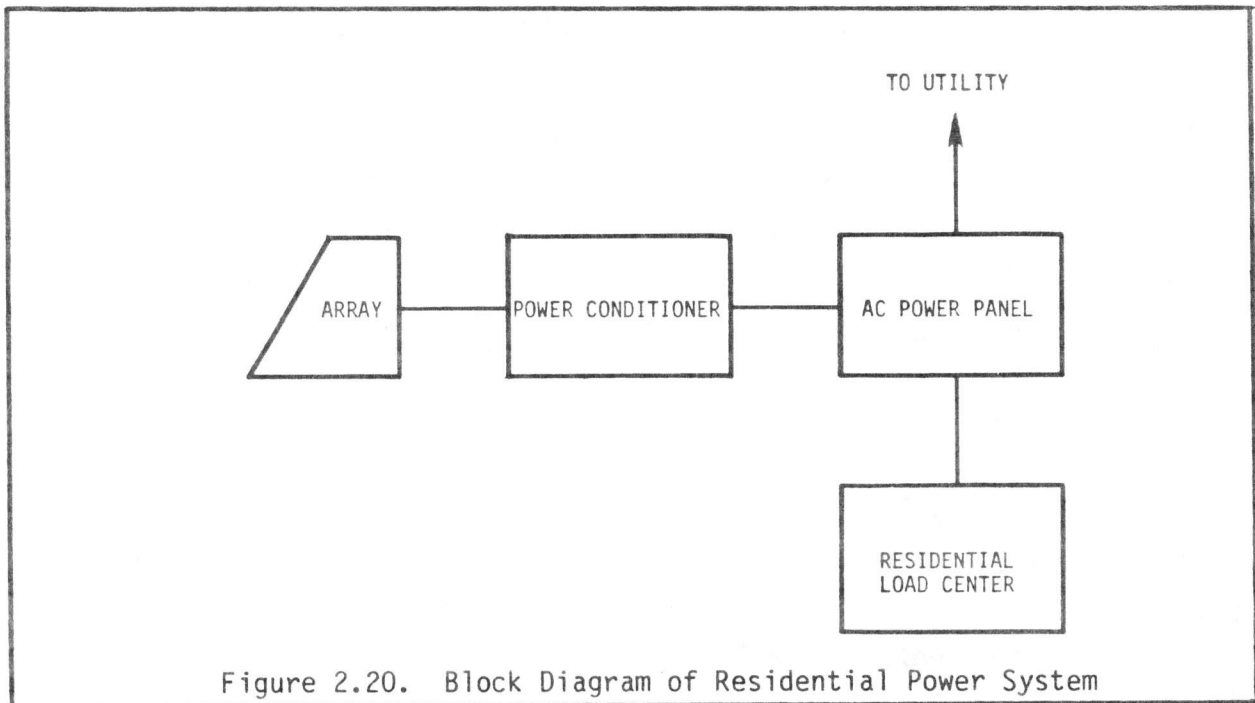 TO UTILITY
ARRAY
POWER CONDITIONER
AC POWER PANEL
RESIDENTIAL
LOAD CENTER
Figure 2.20. Block Diagram of Residential Power System